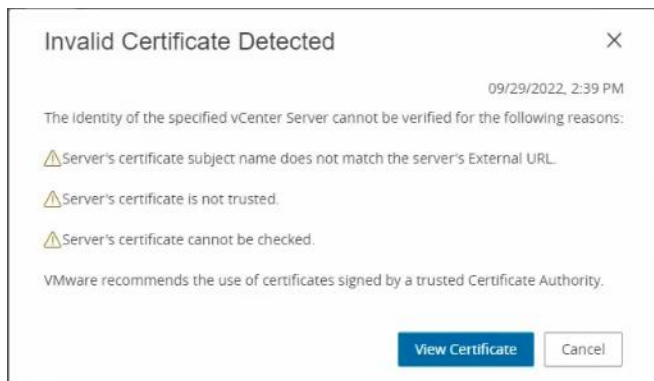 Invalid Certificate Detected
09/29/2022, 2:39 PM
The identity of the specified vCenter Server cannot be verified for the following reasons:
Server's certificate subject name does not match the server's External URL.
Server's certificate is not trusted.
Server's certificate cannot be checked.
VMware recommends the use of certificates signed by a trusted Certificate Authority.
View Certificate
Cancel